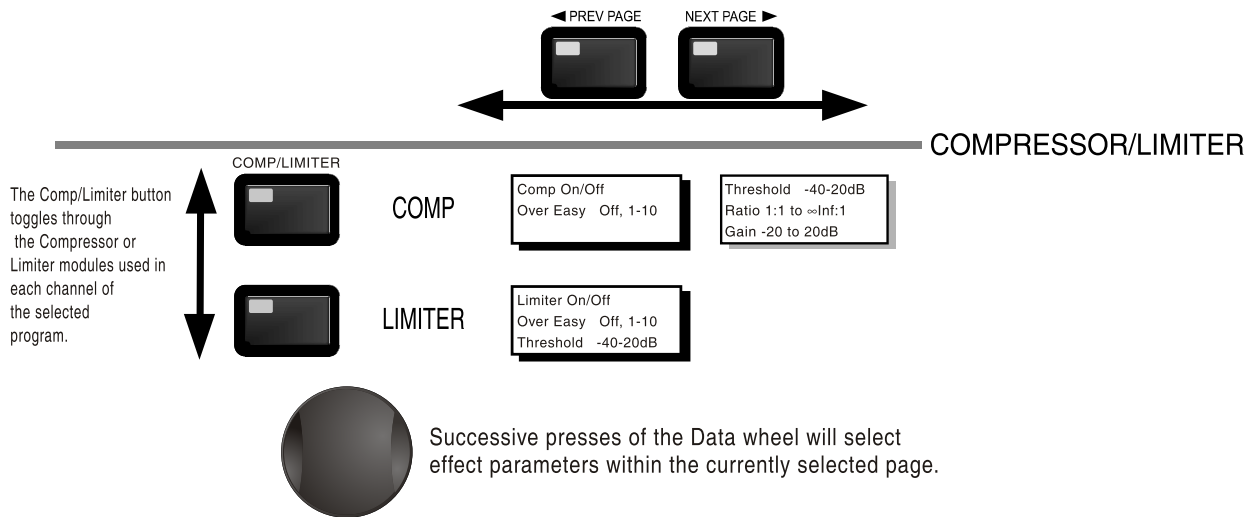 ◄ PREV PAGE
NEXT PAGE ►
COMPRESSOR/LIMITER
COMP/LIMITER
The Comp/Limiter button
toggles through
the Compressor or
Limiter modules used in
each channel of
the selected
program.
COMP
Comp On/Off
Over Easy Off, 1-10
Threshold -40-20dB
Ratio 1:1 to ∞Inf:1
Gain -20 to 20dB
LIMITER
Limiter On/Off
Over Easy Off, 1-10
Threshold -40-20dB
Successive presses of the Data wheel will select
effect parameters within the currently selected page.